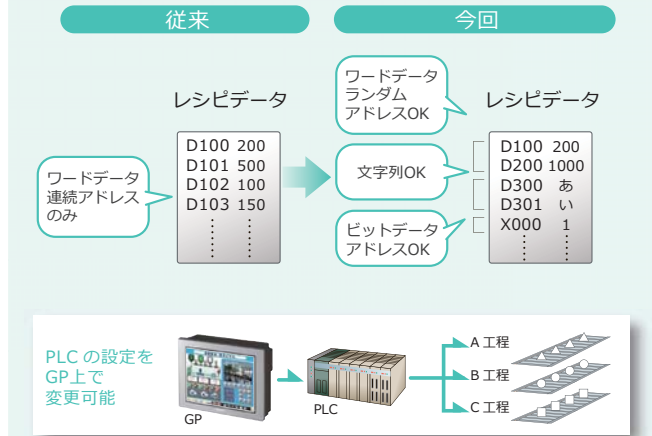 従来
今回
ワードデータ
ランダム
アドレスOK
レシピデータ
レシピデータ
D100 200
D101 500
D102 100
D103 150
ワードデータ
連続アドレス
のみ
文字列OK
ビットデータ
アドレスOK
D100 200
D200 1000
D300 あ
D301 い
X000 1
PLC の設定を
GP上で
変更可能
GP
PLC
A 工程
B 工程
C 工程